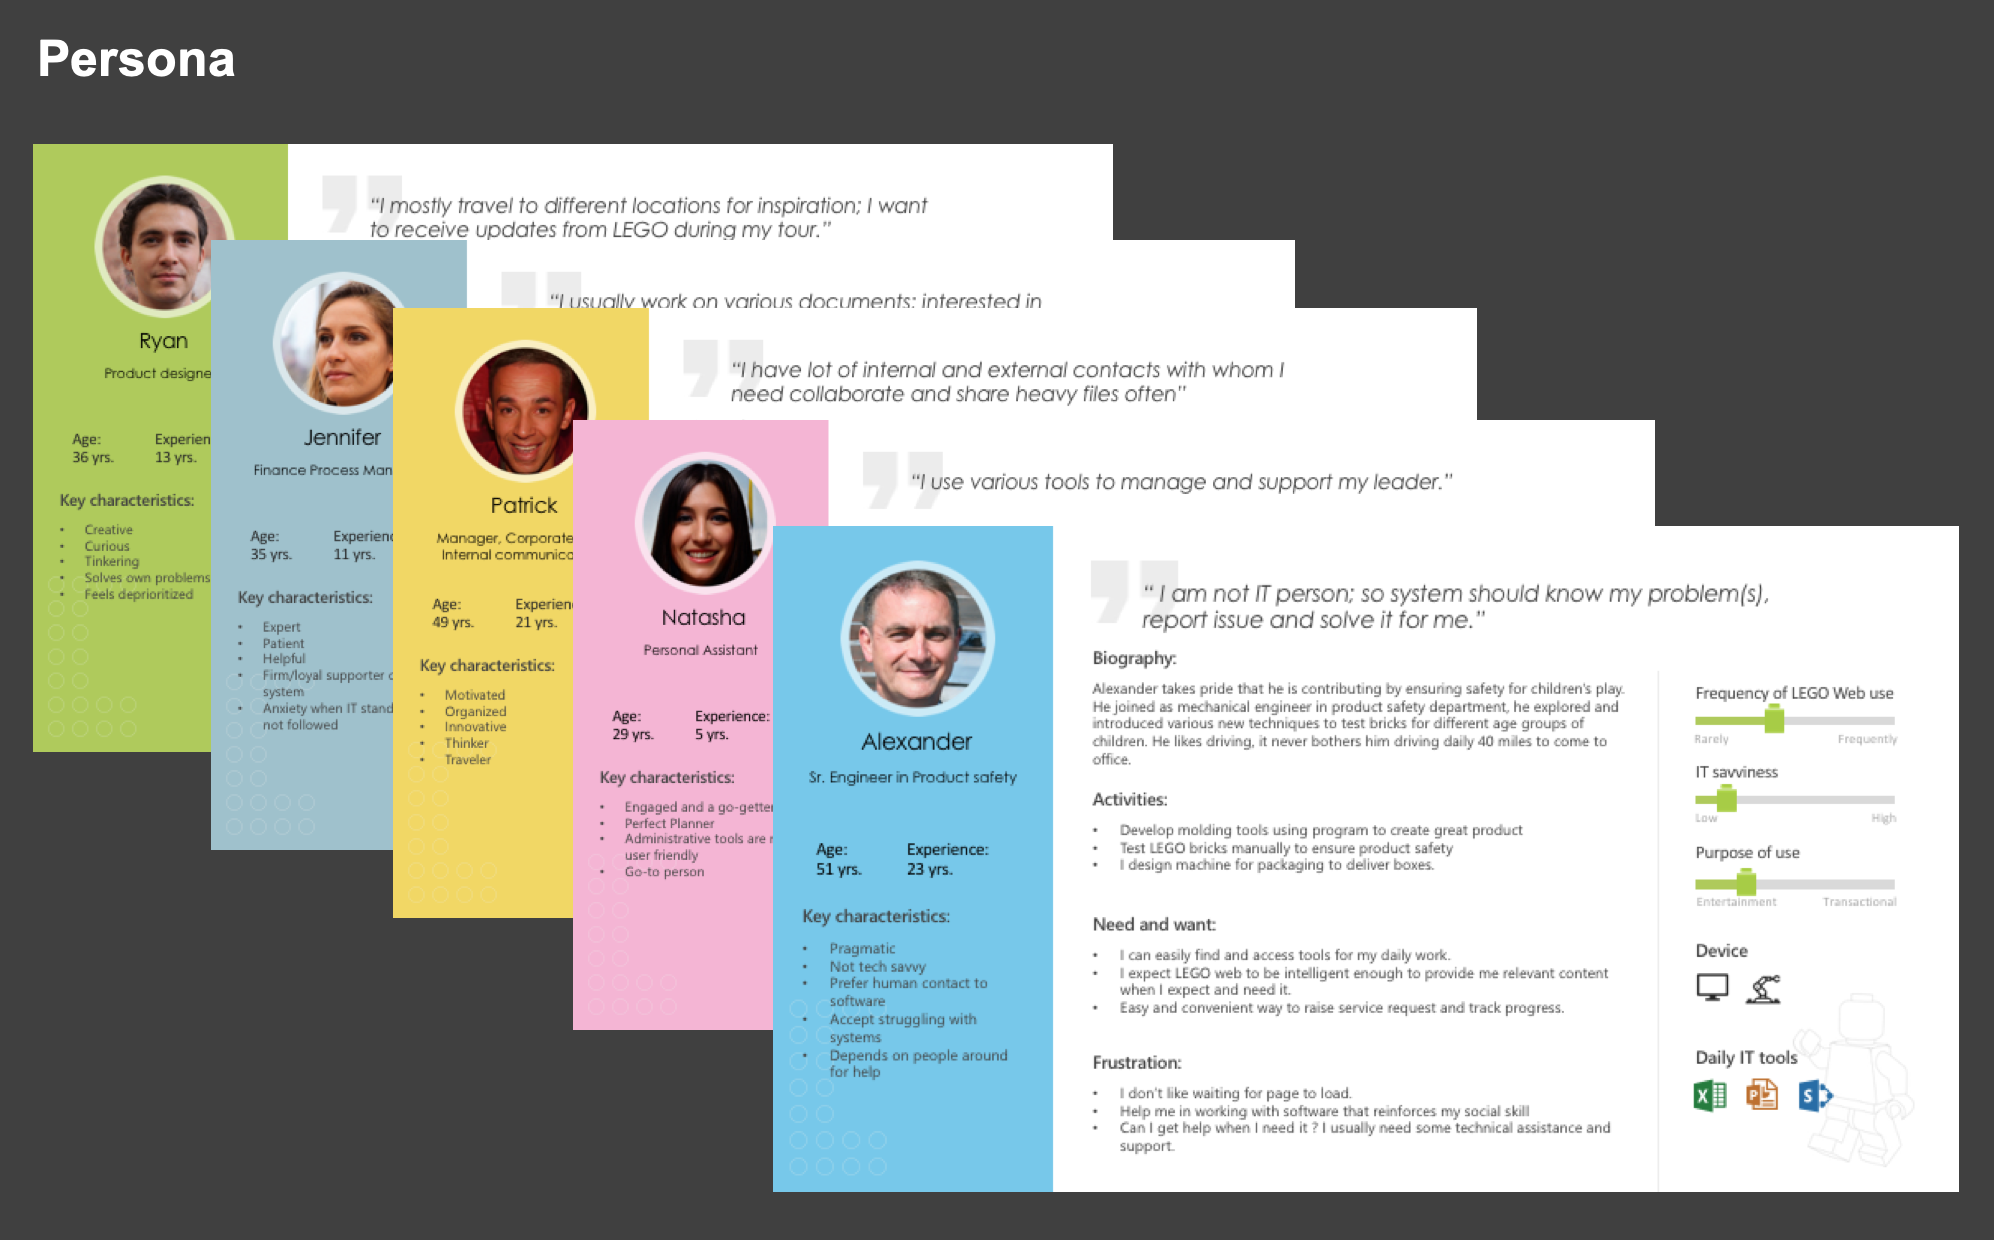 Persona
“I mostly travel to different locations for inspiration; I want
to receive updates from LEGO during my tour.”
Ryan
Product
Age:
36 yrs.
13 yrs.
Key characteristics:
• Creative
• Curious
• Tinkering
• Solves own problems
• Feels deprioritized
“I usually work on various documents; interested in
Jennifer
Finance Process
Age:
35 yrs.
11 yrs.
Key characteristics:
• Expert
• Patient
• Helpful
• Firm/loyal supporter
system
• Anxiety when IT
not followed
“I have lot of internal and external contacts with whom I
need collaborate and share heavy files often”
Patrick
Manager, Corporate
Internal
Age:
49 yrs.
21 yrs.
Key characteristics:
• Motivated
• Organized
• Innovative
• Thinker
• Traveler
“I use various tools to manage and support my leader.”
Natasha
Personal Assistant
Age:
29 yrs.
Experience:
5 yrs.
Key characteristics:
• Engaged and a go-getter
• Perfect Planner
• Administrative tools are
user friendly
• Go-to person
“ I am not IT person; so system should know my problem(s),
report issue and solve it for me.”
Alexander
Sr. Engineer in Product safety
Age:
51 yrs.
Experience:
23 yrs.
Key characteristics:
• Pragmatic
• Not tech savvy
• Prefer human contact to
software
• Accept struggling with
systems
• Depends on people around
for help
Biography:
Alexander takes pride that he is contributing by ensuring safety for children's play.
He joined as mechanical engineer in product safety department, he explored and
introduced various new techniques to test bricks for different age groups of
children. He likes driving, it never bothers him driving daily 40 miles to come to
office.
Activities:
• Develop molding tools using program to create great product
• Test LEGO bricks manually to ensure product safety
• I design machine for packaging to deliver boxes.
Need and want:
• I can easily find and access tools for my daily work.
• I expect LEGO web to be intelligent enough to provide me relevant content
when I expect and need it.
• Easy and convenient way to raise service request and track progress.
Frustration:
• I don't like waiting for page to load.
• Help me in working with software that reinforces my social skill
• Can I get help when I need it ? I usually need some technical assistance and
support.
Frequency of LEGO Web use
Rarely Frequently
IT savviness
Low High
Purpose of use
Entertainment Transactional
Device
Daily IT tools